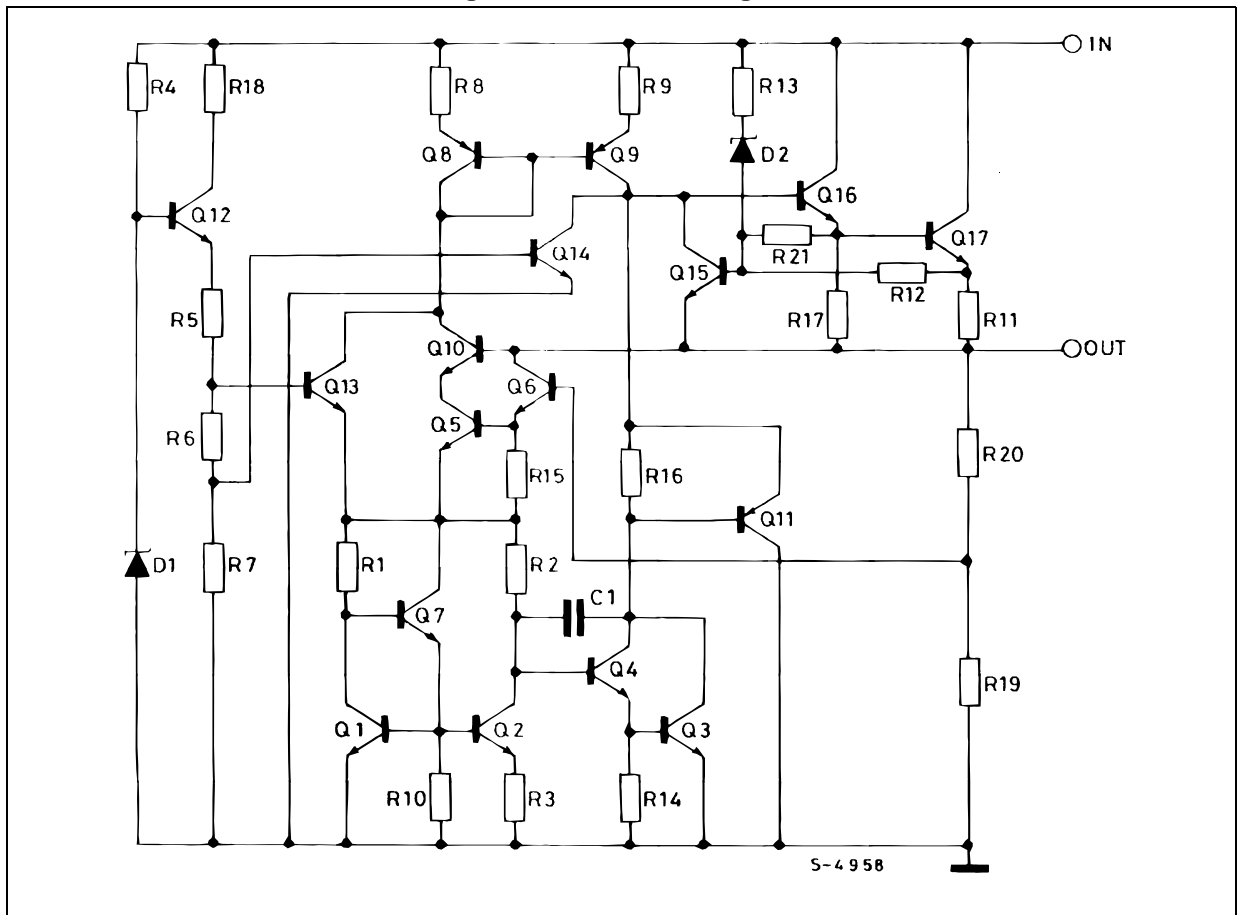 IN
R4 R18 R8 R9 R13
Q8 Q9 D2
Q12 Q16
Q14 R21 Q17
Q15 R12
R5 R17 R11
Q10 OUT
Q13 Q6
R6 Q5
R15 R16 R20
Q11
D1 R7 R1 R2
Q7 C1
Q4 R19
Q1 Q2 Q3
R10 R3 R14
S-4958